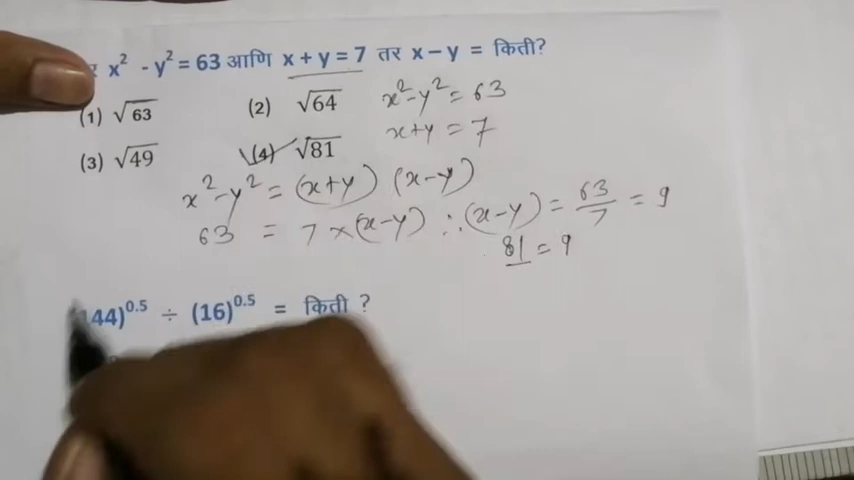 x² - y² = 63 आणि x + y = 7 तर x – y = किती?
(1) √63 (2) √64 x²-y² = 63
x+y = 7
(3) √49 (4) √81
x²-y² = (x+y) (x-y)
63 = 7 × (x-y) ∴ (x-y) = 63/7 = 9
81 = 9
44)^0.5 ÷ (16)^0.5 = किती ?